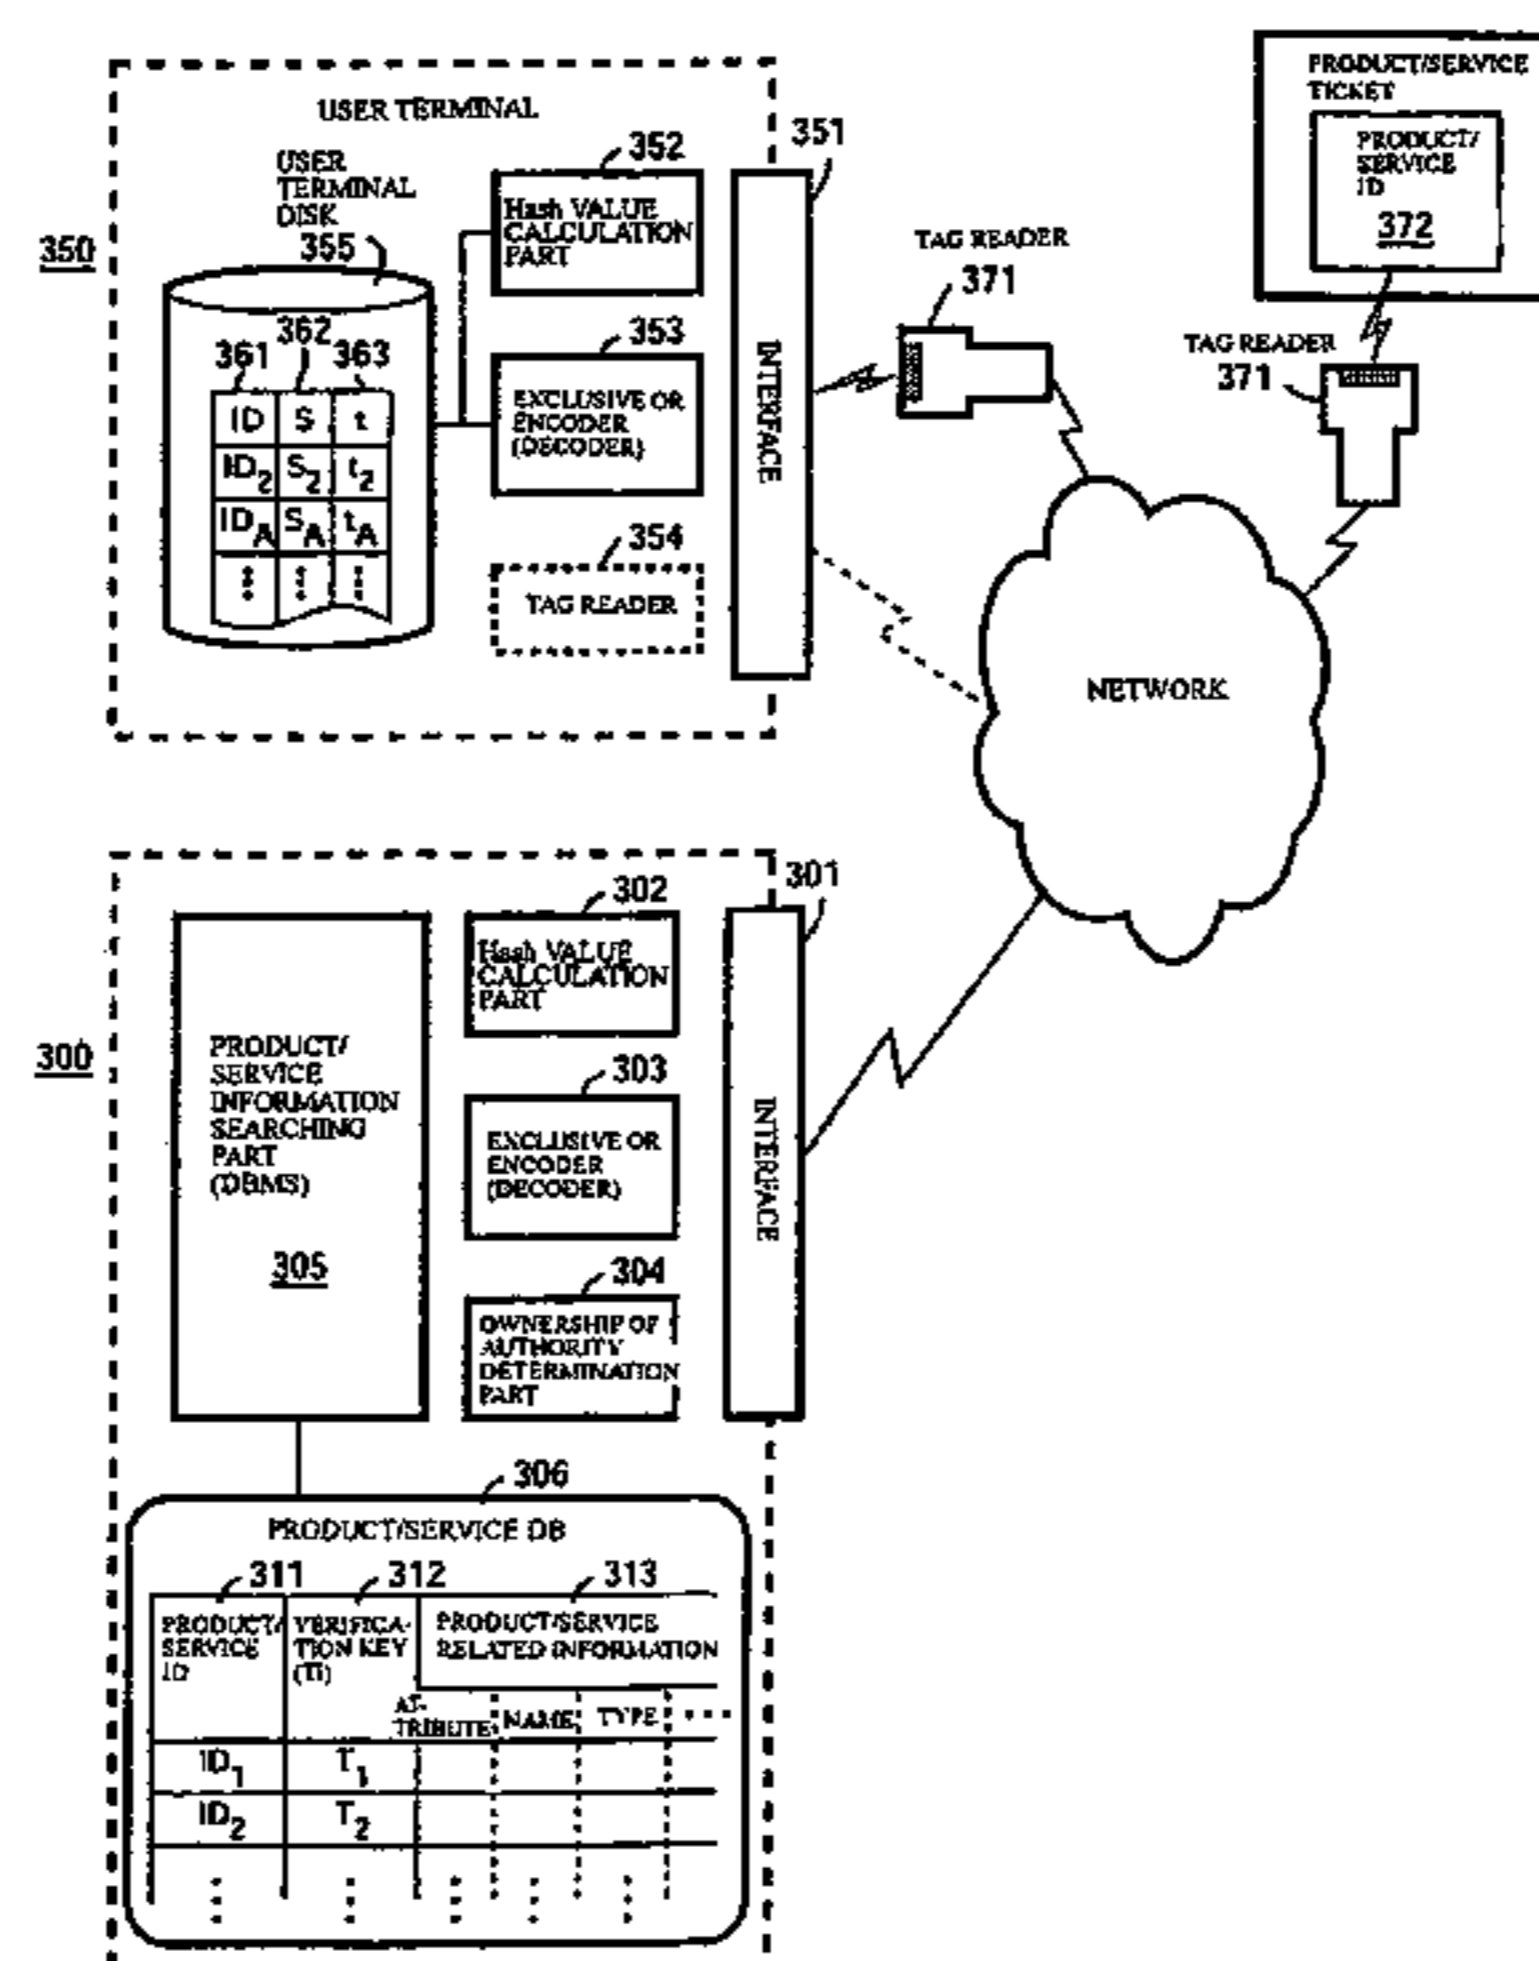 USER TERMINAL
USER
TERMINAL
DISK
355
350
361
362
363
ID S t
ID2 S2 t2
IDA SA tA
352
Hash VALUE
CALCULATION
PART
353
EXCLUSIVE OR
ENCODER
(DECODER)
354
TAG READER
351
INTERFACE
TAG READER
371
PRODUCT/SERVICE
TICKET
PRODUCT/
SERVICE
ID
372
TAG READER
371
NETWORK
300
PRODUCT/
SERVICE
INFORMATION
SEARCHING
PART
(DBMS)
305
302
Hash VALUE
CALCULATION
PART
303
EXCLUSIVE OR
ENCODER
(DECODER)
304
OWNERSHIP OF
AUTHORITY
DETERMINATION
PART
301
INTERFACE
306
PRODUCT/SERVICE DB
311
312
313
PRODUCT/
SERVICE
ID
VERIFICA-
TION KEY
(Ti)
PRODUCT/SERVICE
RELATED INFORMATION
AT-
TRIBUTE
NAME
TYPE
ID1 T1
ID2 T2